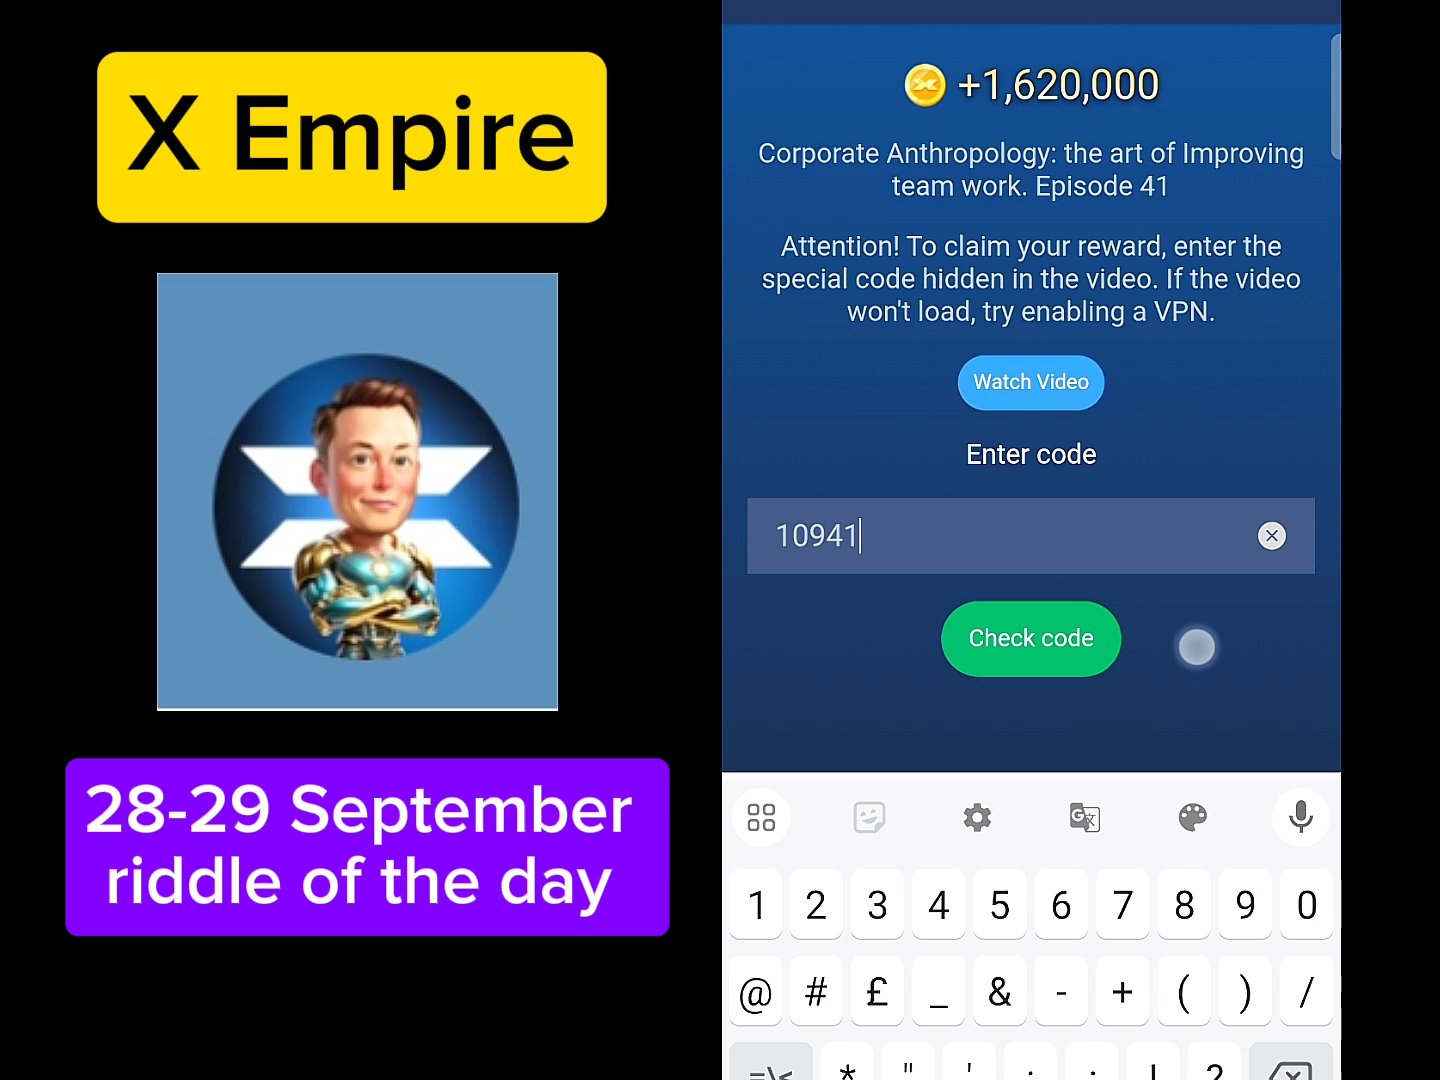 X Empire
28-29 September
riddle of the day
+1,620,000
Corporate Anthropology: the art of Improving
team work. Episode 41
Attention! To claim your reward, enter the
special code hidden in the video. If the video
won't load, try enabling a VPN.
Watch Video
Enter code
10941
Check code
1 2 3 4 5 6 7 8 9 0
@ # £ _ & - + ( ) /
=\< * " ' : ; ! ?